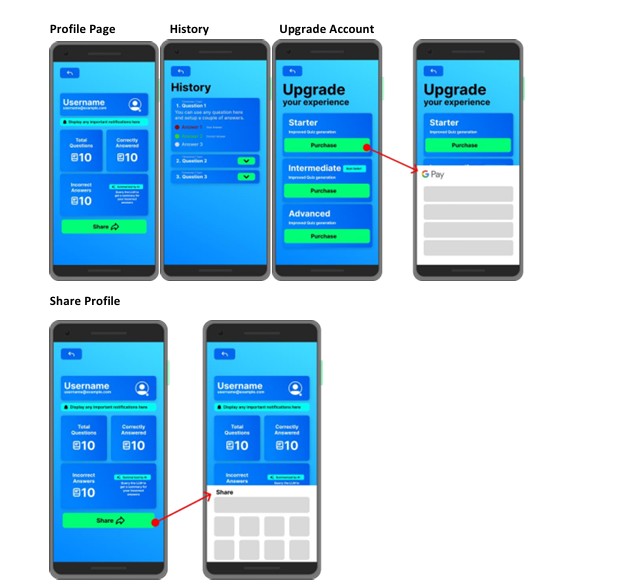 Profile Page
History
Upgrade Account
Username
username@example.com
Display any important notifications here
Total
Questions
10
Correctly
Answered
10
Incorrect
Answers
10
Share
History
1. Question 1
You can use any question here
and setup a couple of answers.
Answer 1
Answer 2
Answer 3
2. Question 2
3. Question 3
Upgrade
your experience
Starter
Improved Quiz generation
Purchase
Intermediate
Improved Quiz generation
Purchase
Advanced
Improved Quiz generation
Purchase
Upgrade
your experience
Starter
Improved Quiz generation
Purchase
G Pay
Share Profile
Username
username@example.com
Display any important notifications here
Total
Questions
10
Correctly
Answered
10
Incorrect
Answers
10
Share
Username
username@example.com
Display any important notifications here
Total
Questions
10
Correctly
Answered
10
Incorrect
Answers
Share